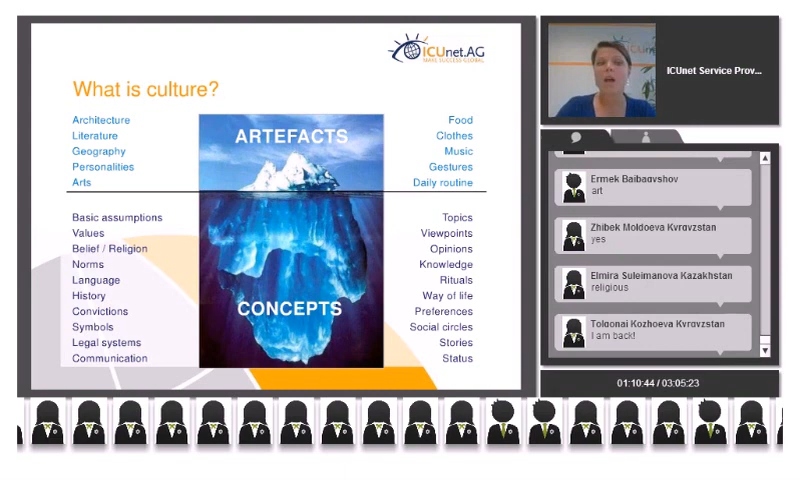 ICUnet.AG
MAKE SUCCESS GLOBAL.
What is culture?
Architecture
Literature
Geography
Personalities
Arts
ARTEFACTS
Food
Clothes
Music
Gestures
Daily routine
Basic assumptions
Values
Belief / Religion
Norms
Language
History
Convictions
Symbols
Legal systems
Communication
CONCEPTS
Topics
Viewpoints
Opinions
Knowledge
Rituals
Way of life
Preferences
Social circles
Stories
Status
ICUnet Service Prov...
Ermek Baibagyshov
art
Zhibek Moldoeva Kyrgyzstan
yes
Elmira Suleimanova Kazakhstan
religious
Tolgonai Kozhoeva Kyrgyzstan
I am back!
01:10:44 / 03:05:23